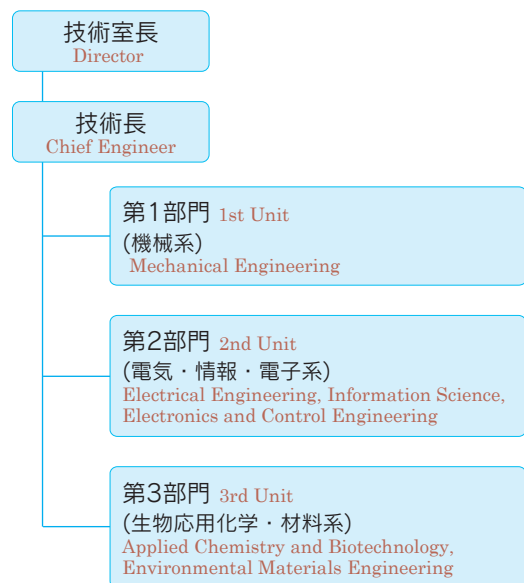 技術室長
Director
技術長
Chief Engineer
第1部門 1st Unit
(機械系)
Mechanical Engineering
第2部門 2nd Unit
(電気・情報・電子系)
Electrical Engineering, Information Science,
Electronics and Control Engineering
第3部門 3rd Unit
(生物応用化学・材料系)
Applied Chemistry and Biotechnology,
Environmental Materials Engineering